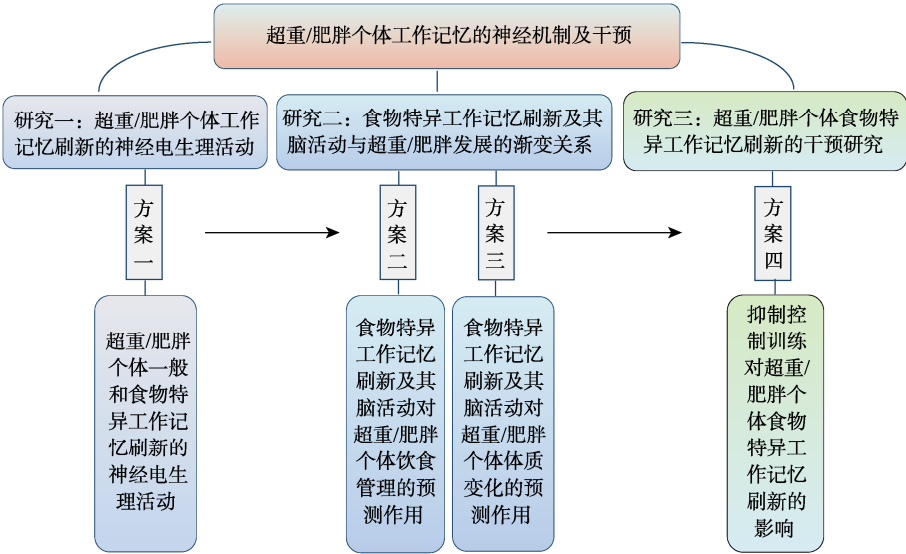 超重/肥胖个体工作记忆的神经机制及干预
研究一：超重/肥胖个体工作
记忆刷新的神经电生理活动
研究二：食物特异工作记忆刷新及其
脑活动与超重/肥胖发展的渐变关系
研究三：超重/肥胖个体食物特
异工作记忆刷新的干预研究
方
案
一
方
案
二
方
案
三
方
案
四
超重/肥胖
个体一般
和食物特
异工作记
忆刷新的
神经电生
理活动
食物特异
工作记忆
刷新及其
脑活动对
超重/肥胖
个体饮食
管理的预
测作用
食物特异
工作记忆
刷新及其
脑活动对
超重/肥胖
个体体质
变化的预
测作用
抑制控
制训练
对超重/
肥胖个
体食物
特异工
作记忆
刷新的
影响